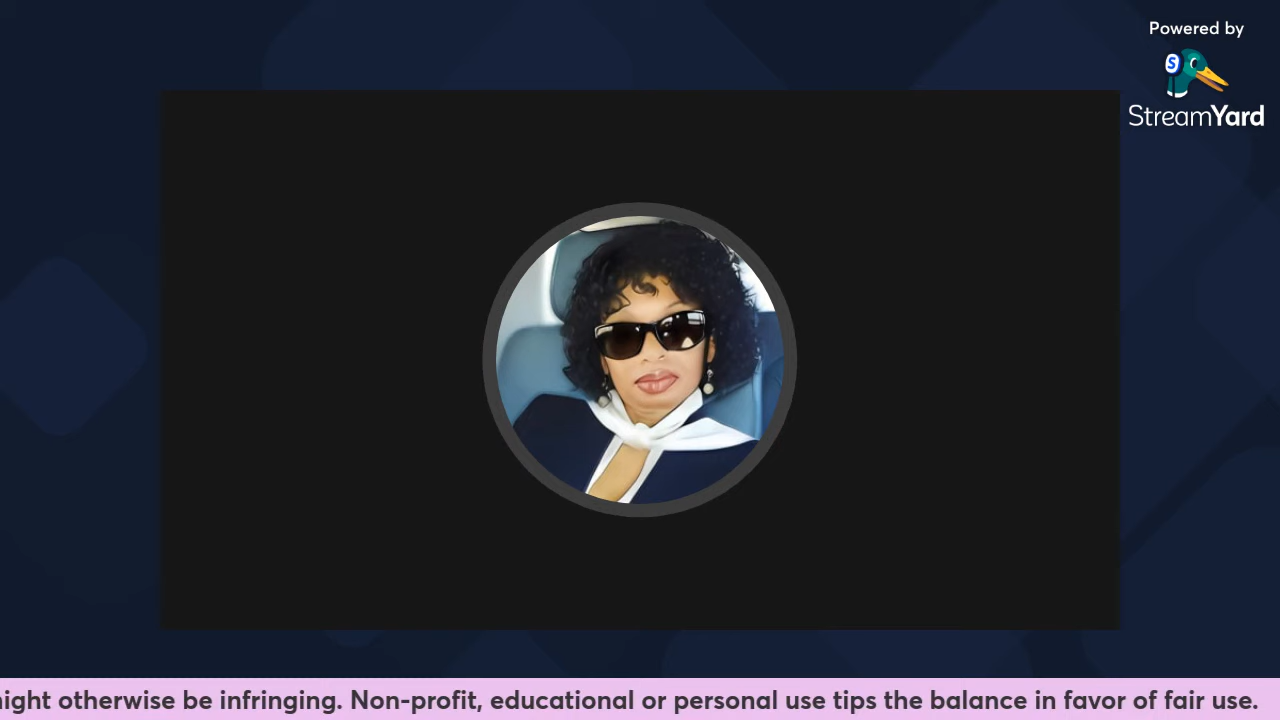 Powered by
S
StreamYard
might otherwise be infringing. Non-profit, educational or personal use tips the balance in favor of fair use.